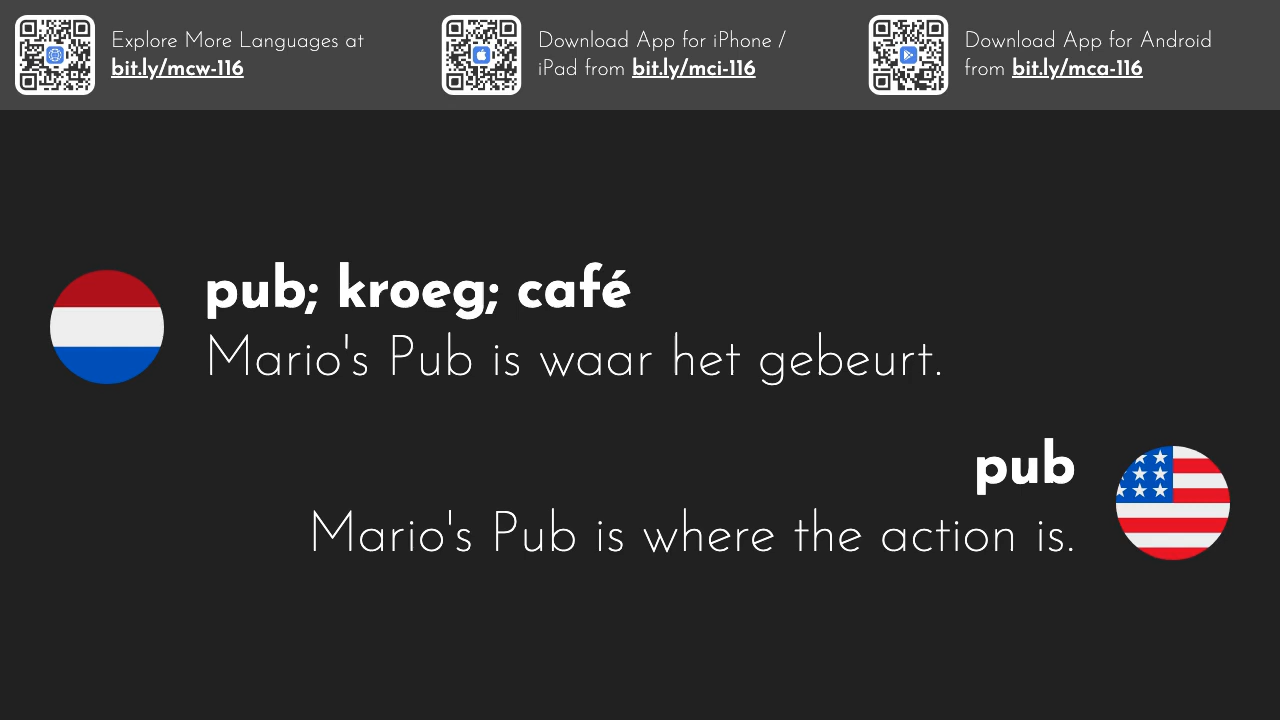 Explore More Languages at
bit.ly/mcw-116
Download App for iPhone /
iPad from bit.ly/mci-116
Download App for Android
from bit.ly/mca-116
pub; kroeg; café
Mario's Pub is waar het gebeurt.
pub
Mario's Pub is where the action is.